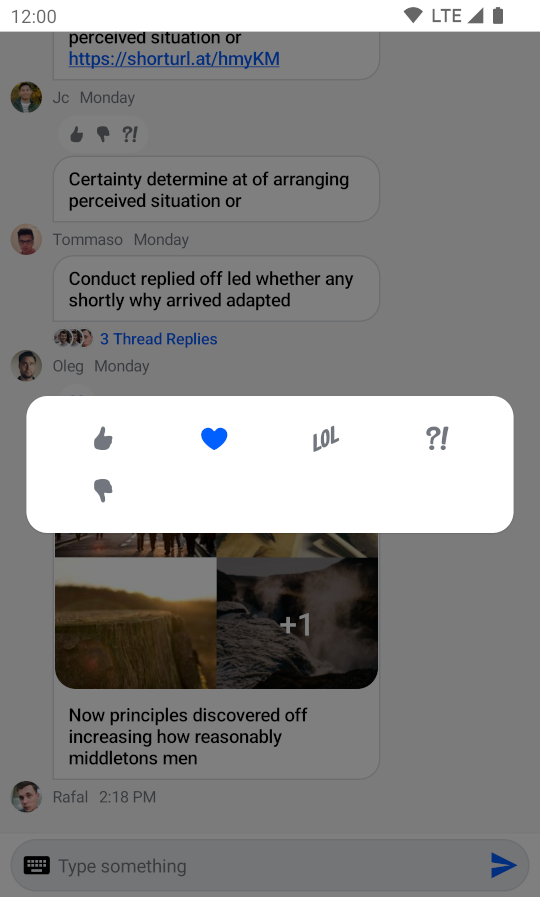 12:00
LTE
perceived situation or
https://shorturl.at/hmyKM
Jc Monday
?!
Certainty determine at of arranging
perceived situation or
Tommaso Monday
Conduct replied off led whether any
shortly why arrived adapted
3 Thread Replies
Oleg Monday
LOL ?!
+1
Now principles discovered off
increasing how reasonably
middletons men
Rafal 2:18 PM
Type something